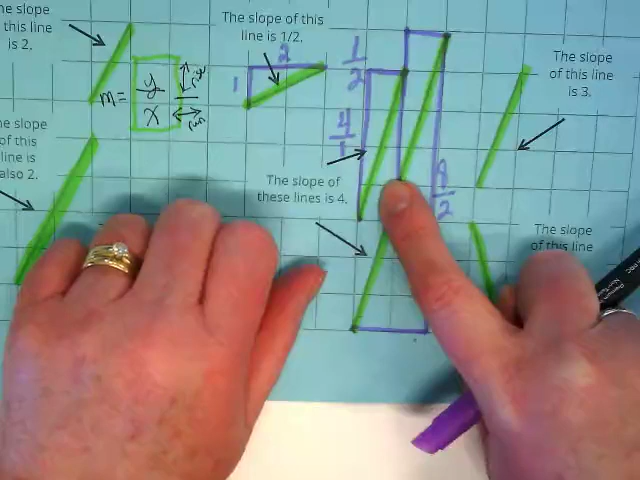 slope
this line
is 2.
m = y/x
The slope of this
line is 1/2.
2
1
1/2
4/1
The slope
of this line
is 3.
The slope of
these lines is 4.
8/2
he slope
of this
line is
also 2.
The slope
of this line